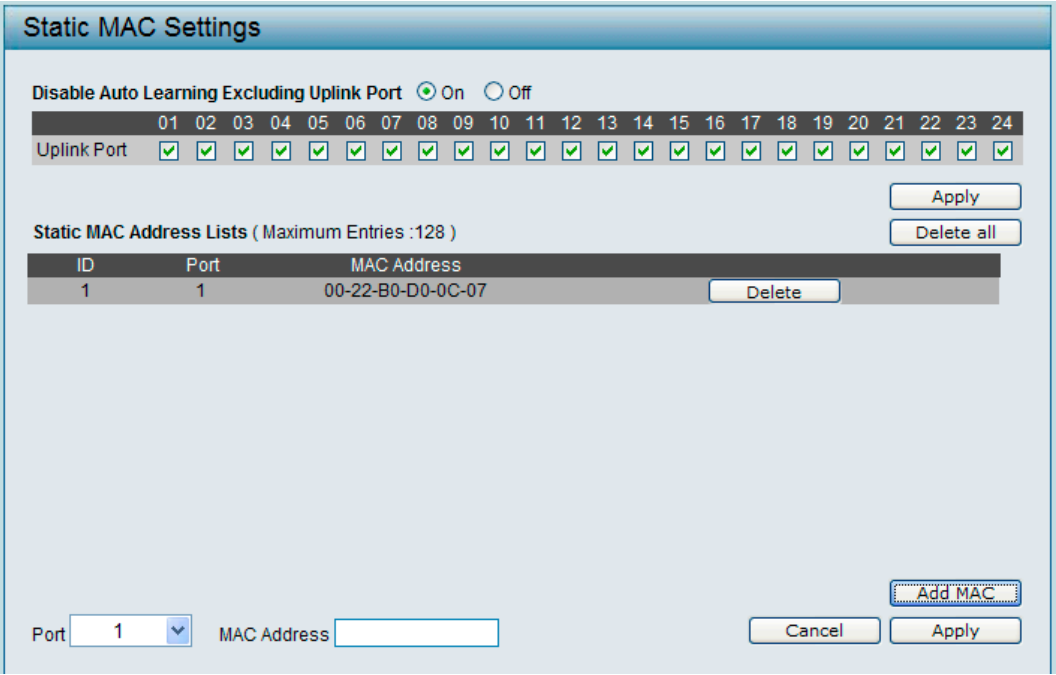 Static MAC Settings
Disable Auto Learning Excluding Uplink Port On Off
01 02 03 04 05 06 07 08 09 10 11 12 13 14 15 16 17 18 19 20 21 22 23 24
Uplink Port
Apply
Static MAC Address Lists ( Maximum Entries :128 ) Delete all
ID Port MAC Address
1 1 00-22-B0-D0-0C-07 Delete
Add MAC
Port 1 MAC Address Cancel Apply